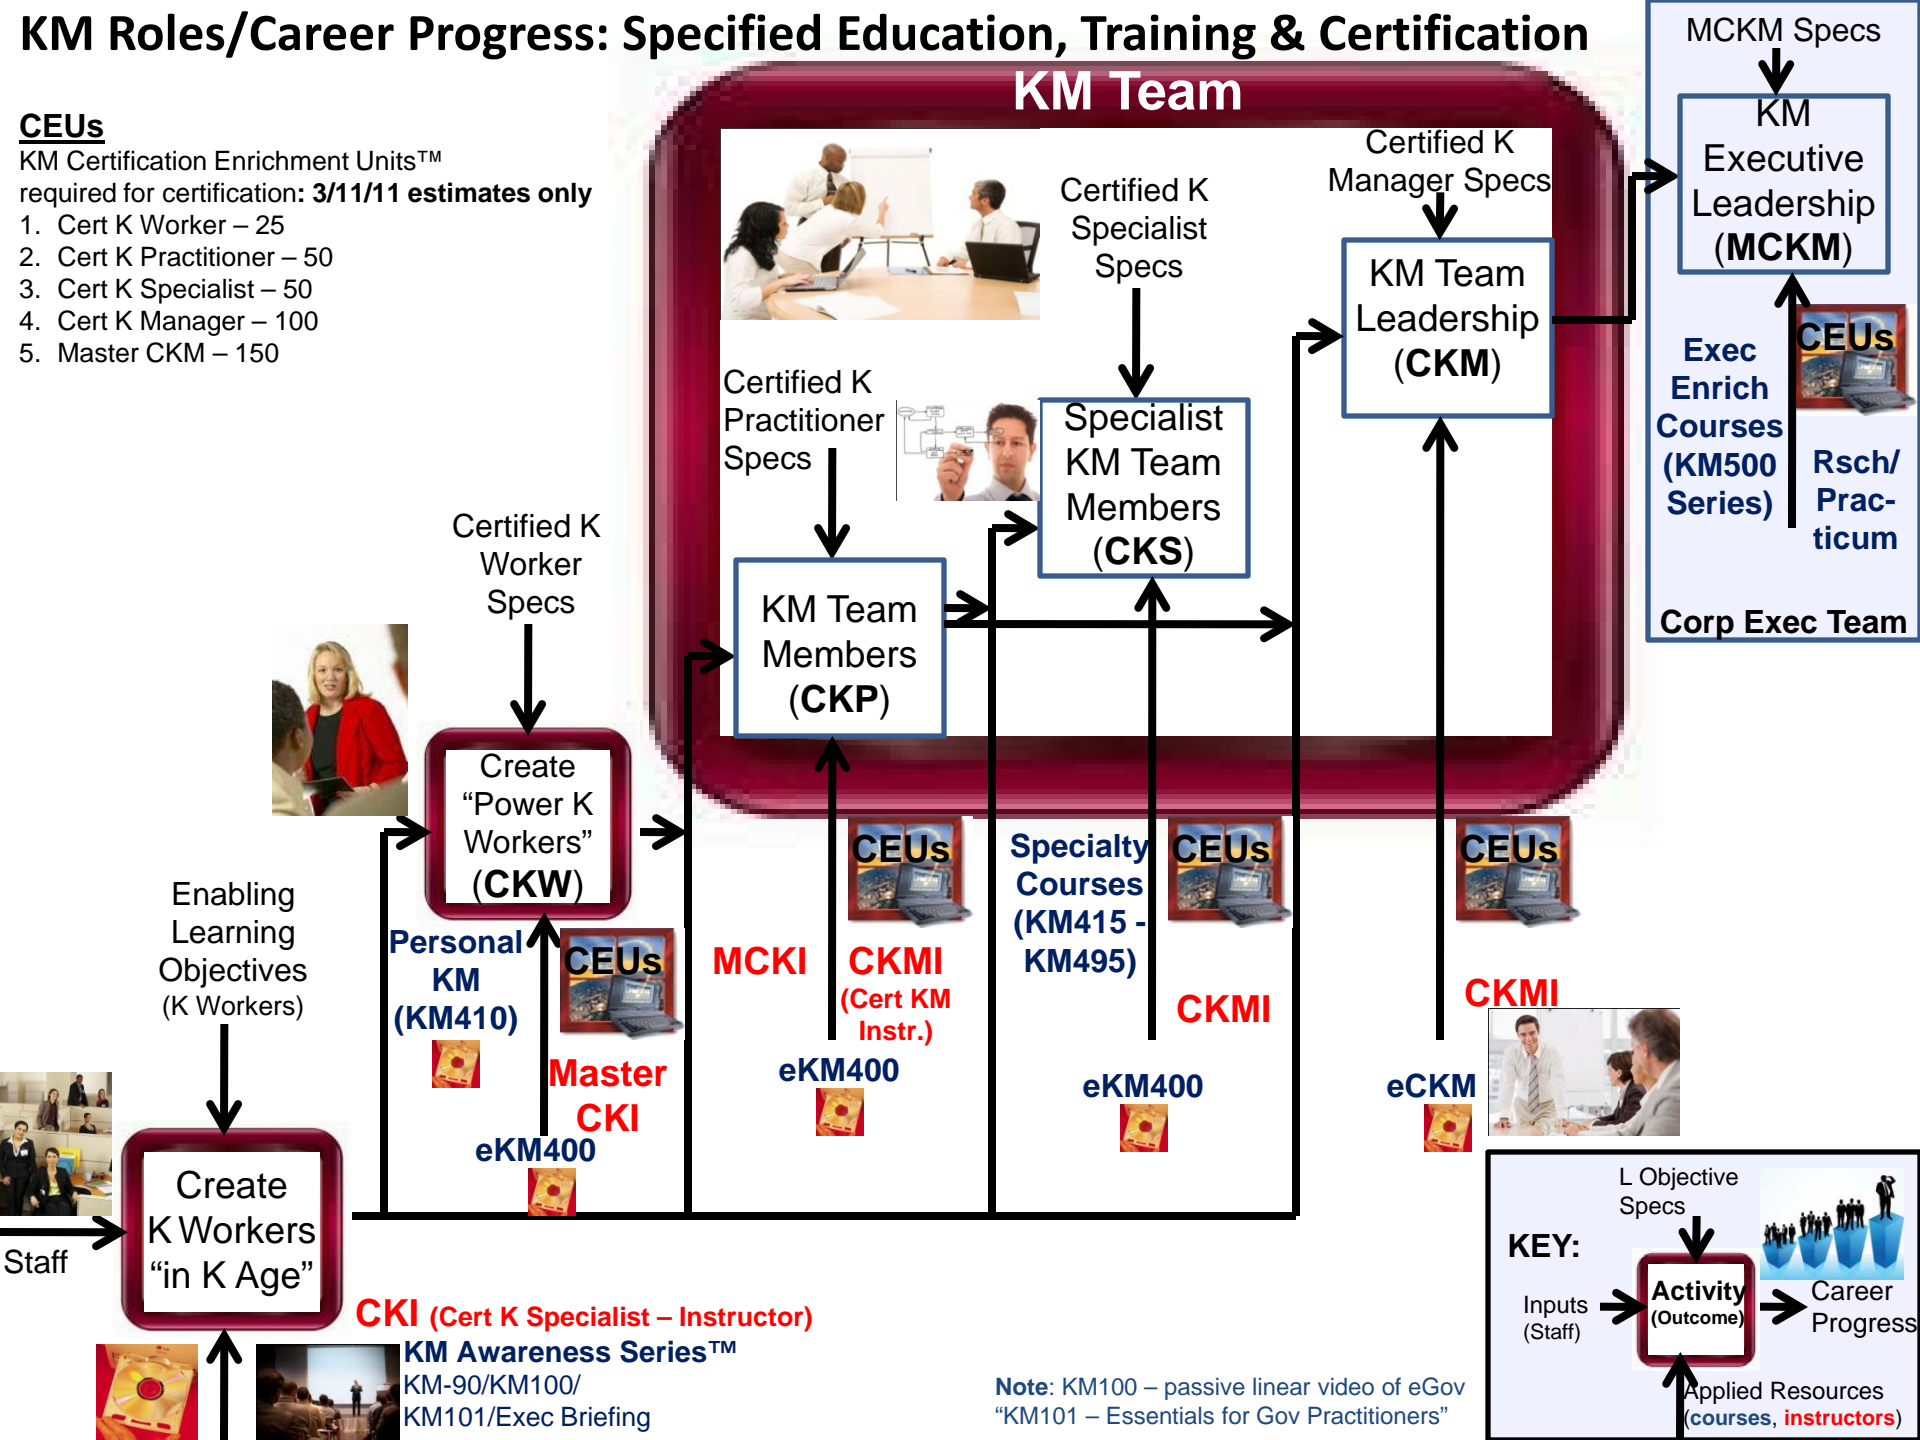 KM Roles/Career Progress: Specified Education, Training & Certification
CEUs
KM Certification Enrichment Units™
required for certification: 3/11/11 estimates only
1. Cert K Worker – 25
2. Cert K Practitioner – 50
3. Cert K Specialist – 50
4. Cert K Manager – 100
5. Master CKM – 150
KM Team
Certified K
Manager Specs
KM Team
Leadership
(CKM)
Certified K
Specialist
Specs
Specialist
KM Team
Members
(CKS)
Certified K
Practitioner
Specs
KM Team
Members
(CKP)
MCKM Specs
KM
Executive
Leadership
(MCKM)
CEUs
Exec
Enrich
Courses
(KM500
Series)
Rsch/
Prac-
ticum
Corp Exec Team
Certified K
Worker
Specs
Create
“Power K
Workers”
(CKW)
Personal
KM
(KM410)
CEUs
Master
CKI
eKM400
MCKI
CEUs
CKMI
(Cert KM
Instr.)
eKM400
Specialty
Courses
(KM415 -
KM495)
CEUs
CKMI
eKM400
CEUs
CKMI
eCKM
Enabling
Learning
Objectives
(K Workers)
Staff
Create
K Workers
“in K Age”
CKI (Cert K Specialist – Instructor)
KM Awareness Series™
KM-90/KM100/
KM101/Exec Briefing
Note: KM100 – passive linear video of eGov
“KM101 – Essentials for Gov Practitioners”
KEY:
L Objective
Specs
Inputs
(Staff)
Activity
(Outcome)
Career
Progress
Applied Resources
(courses, instructors)